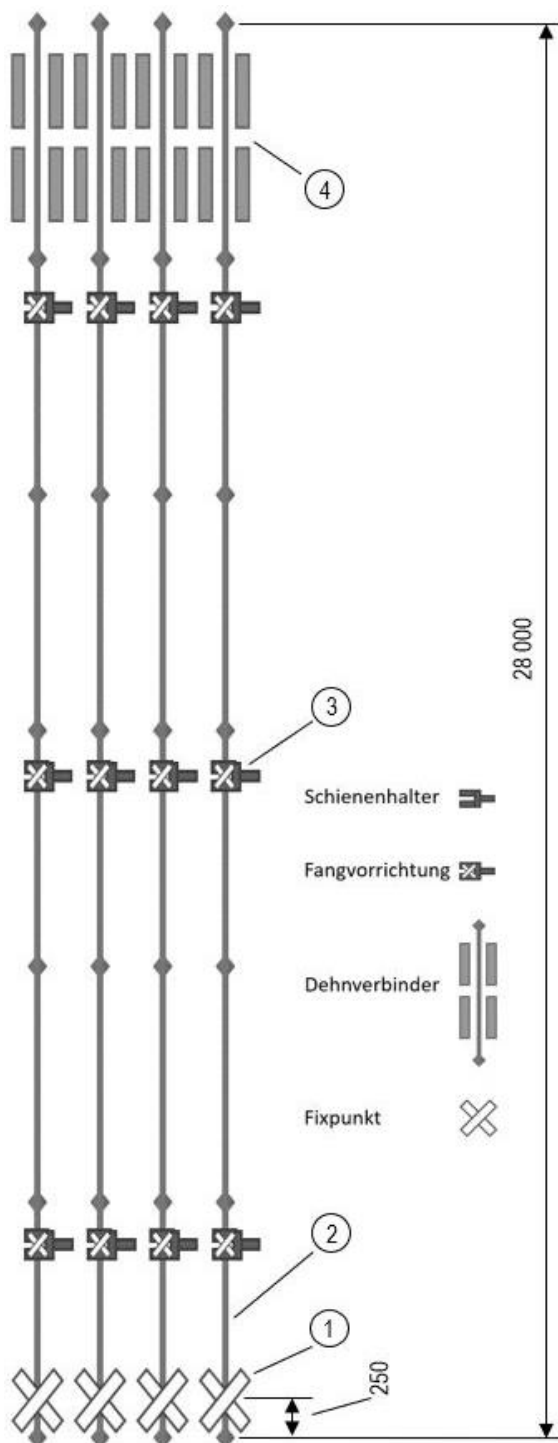 4
3
28 000
Schienenhalter
Fangvorrichtung
Dehnverbinder
Fixpunkt
2
1
250